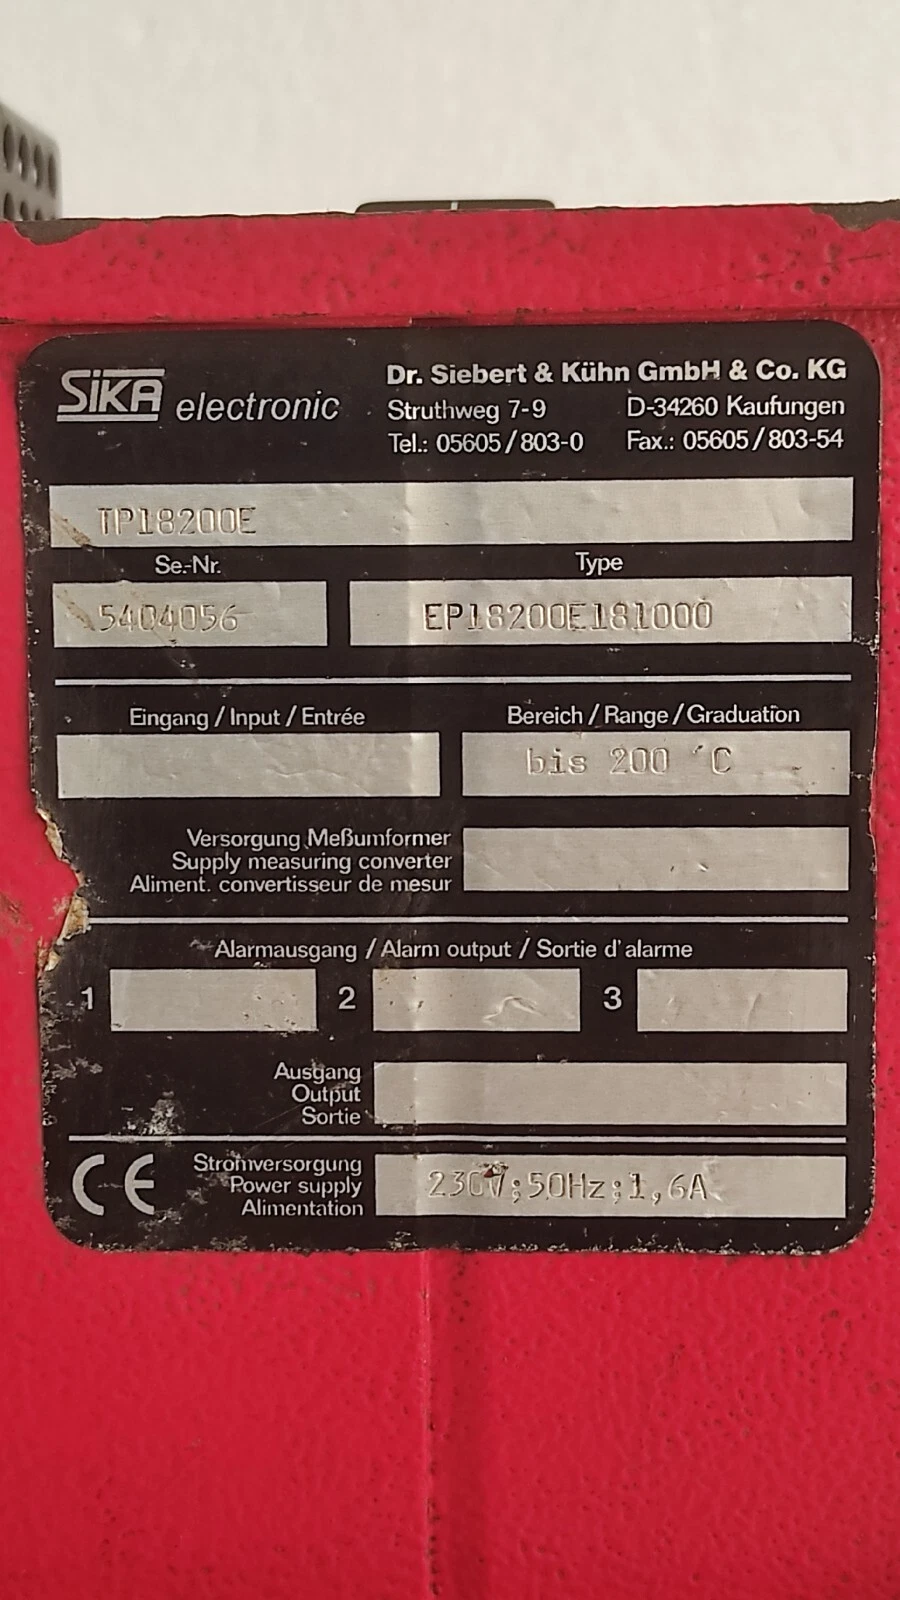 SIKA electronic
Dr. Siebert & Kühn GmbH & Co. KG
Struthweg 7-9 D-34260 Kaufungen
Tel.: 05605/803-0 Fax.: 05605/803-54
TP18200E
Se.-Nr. Type
5404056 EP18200E181000
Eingang / Input / Entrée Bereich / Range / Graduation
bis 200 ´C
Versorgung Meßumformer
Supply measuring converter
Aliment. convertisseur de mesur
Alarmausgang / Alarm output / Sortie d'alarme
1 2 3
Ausgang
Output
Sortie
CE
Stromversorgung
Power supply
Alimentation
230V;50Hz;1,6A